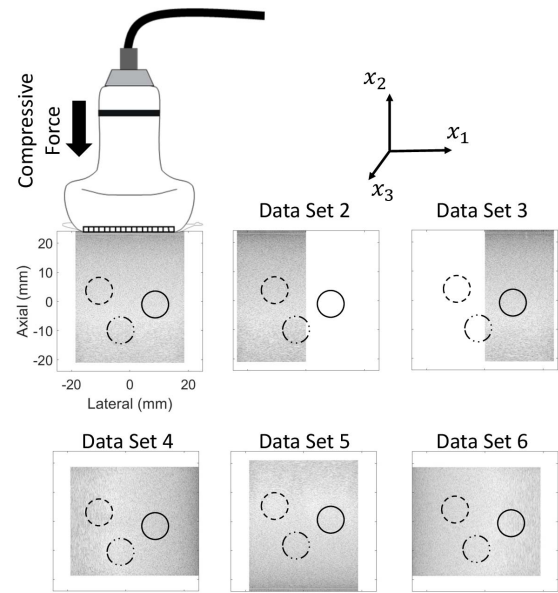 Compressive
Force
x₂
x₁
x₃
Data Set 2
Data Set 3
Axial (mm)
20
10
0
-10
-20
-20
0
20
Lateral (mm)
Data Set 4
Data Set 5
Data Set 6